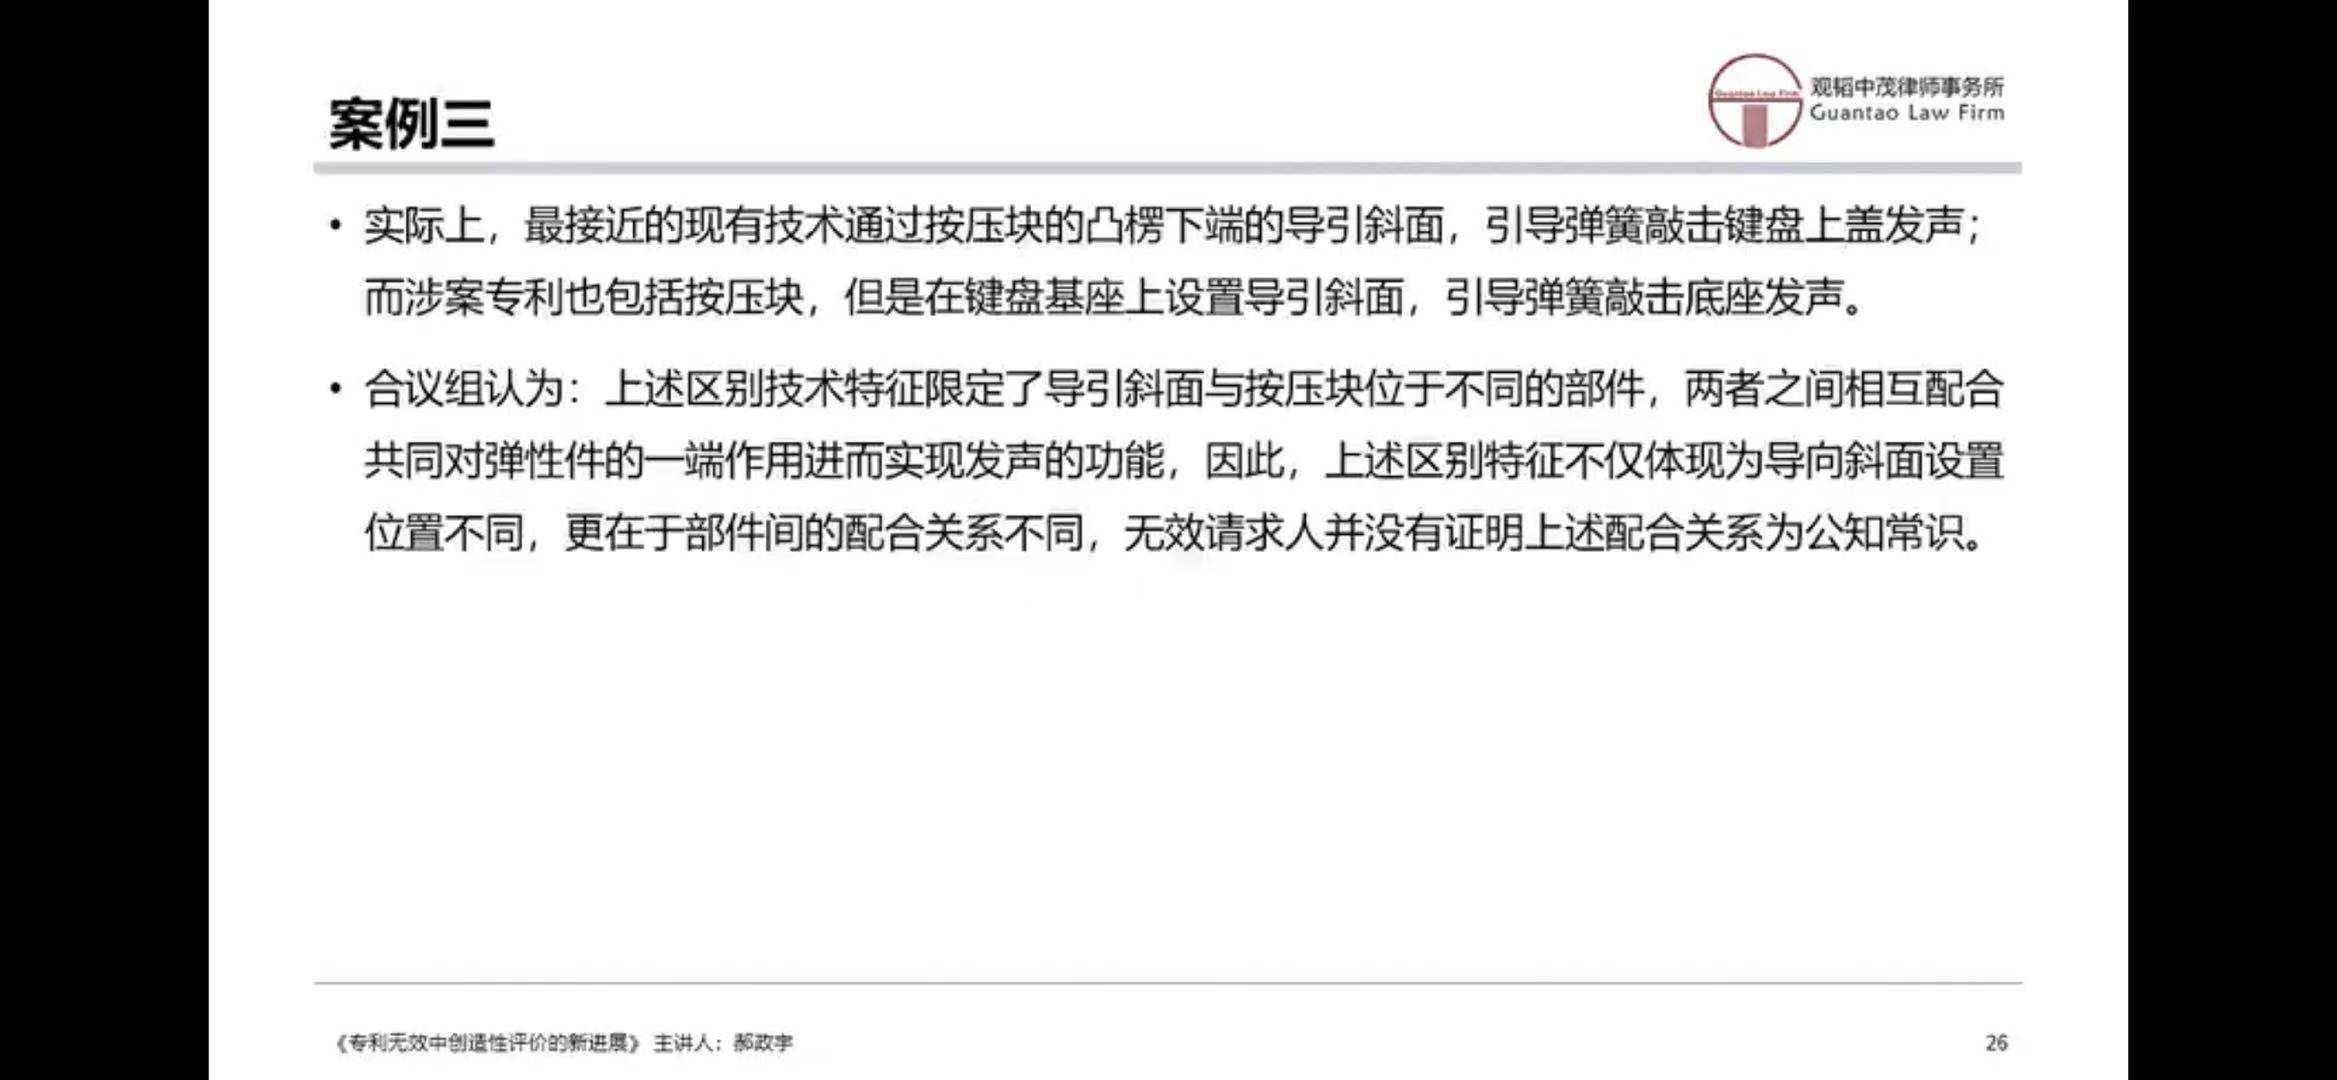 案例三
Guantao Law Firm
观韬中茂律师事务所
Guantao Law Firm
• 实际上，最接近的现有技术通过按压块的凸楞下端的导引斜面，引导弹簧敲击键盘上盖发声；
而涉案专利也包括按压块，但是在键盘基座上设置导引斜面，引导弹簧敲击底座发声。
• 合议组认为：上述区别技术特征限定了导引斜面与按压块位于不同的部件，两者之间相互配合
共同对弹性件的一端作用进而实现发声的功能，因此，上述区别特征不仅体现为导向斜面设置
位置不同，更在于部件间的配合关系不同，无效请求人并没有证明上述配合关系为公知常识。
《专利无效中创造性评价的新进展》 主讲人：郝政宇
26